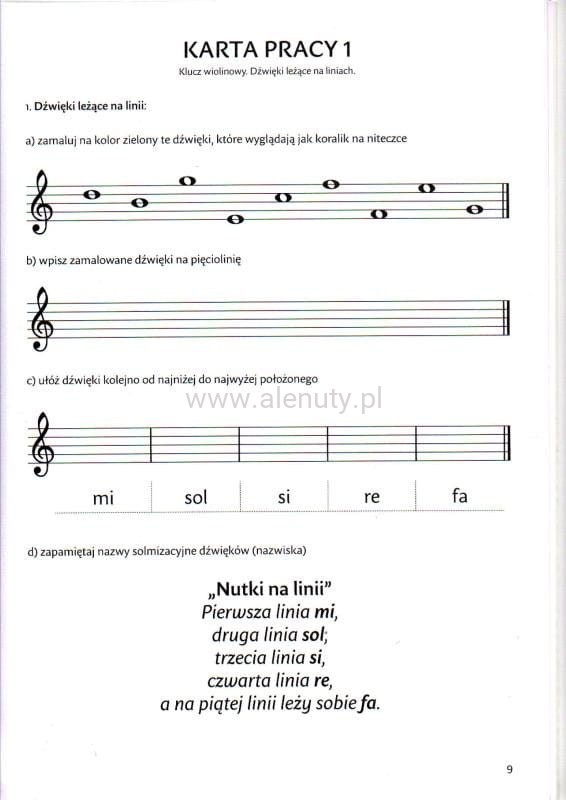 KARTA PRACY 1
Klucz wiolinowy. Dźwięki leżące na liniach.
1. Dźwięki leżące na linii:
a) zamaluj na kolor zielony te dźwięki, które wyglądają jak koralik na niteczce
b) wpisz zamalowane dźwięki na pięciolinię
c) ułóż dźwięki kolejno od najniżej do najwyżej położonego
www.alenuty.pl
mi sol si re fa
d) zapamiętaj nazwy solmizacyjne dźwięków (nazwiska)
„Nutki na linii”
Pierwsza linia mi,
druga linia sol;
trzecia linia si,
czwarta linia re,
a na piątej linii leży sobie fa.
9